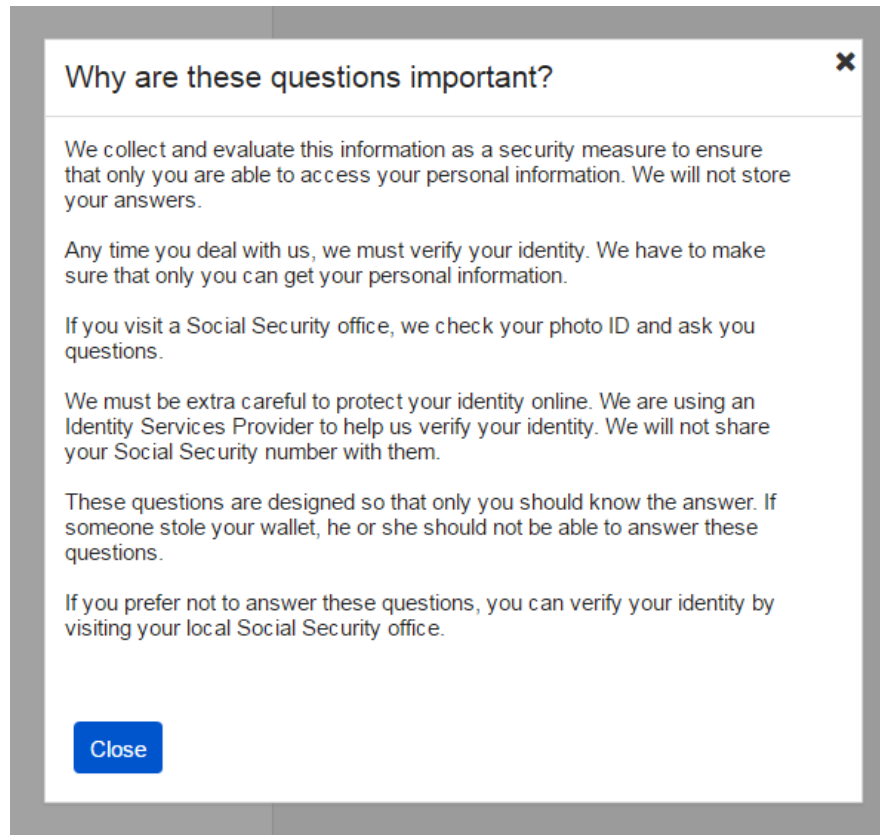 Why are these questions important?
We collect and evaluate this information as a security measure to ensure
that only you are able to access your personal information. We will not store
your answers.
Any time you deal with us, we must verify your identity. We have to make
sure that only you can get your personal information.
If you visit a Social Security office, we check your photo ID and ask you
questions.
We must be extra careful to protect your identity online. We are using an
Identity Services Provider to help us verify your identity. We will not share
your Social Security number with them.
These questions are designed so that only you should know the answer. If
someone stole your wallet, he or she should not be able to answer these
questions.
If you prefer not to answer these questions, you can verify your identity by
visiting your local Social Security office.
Close